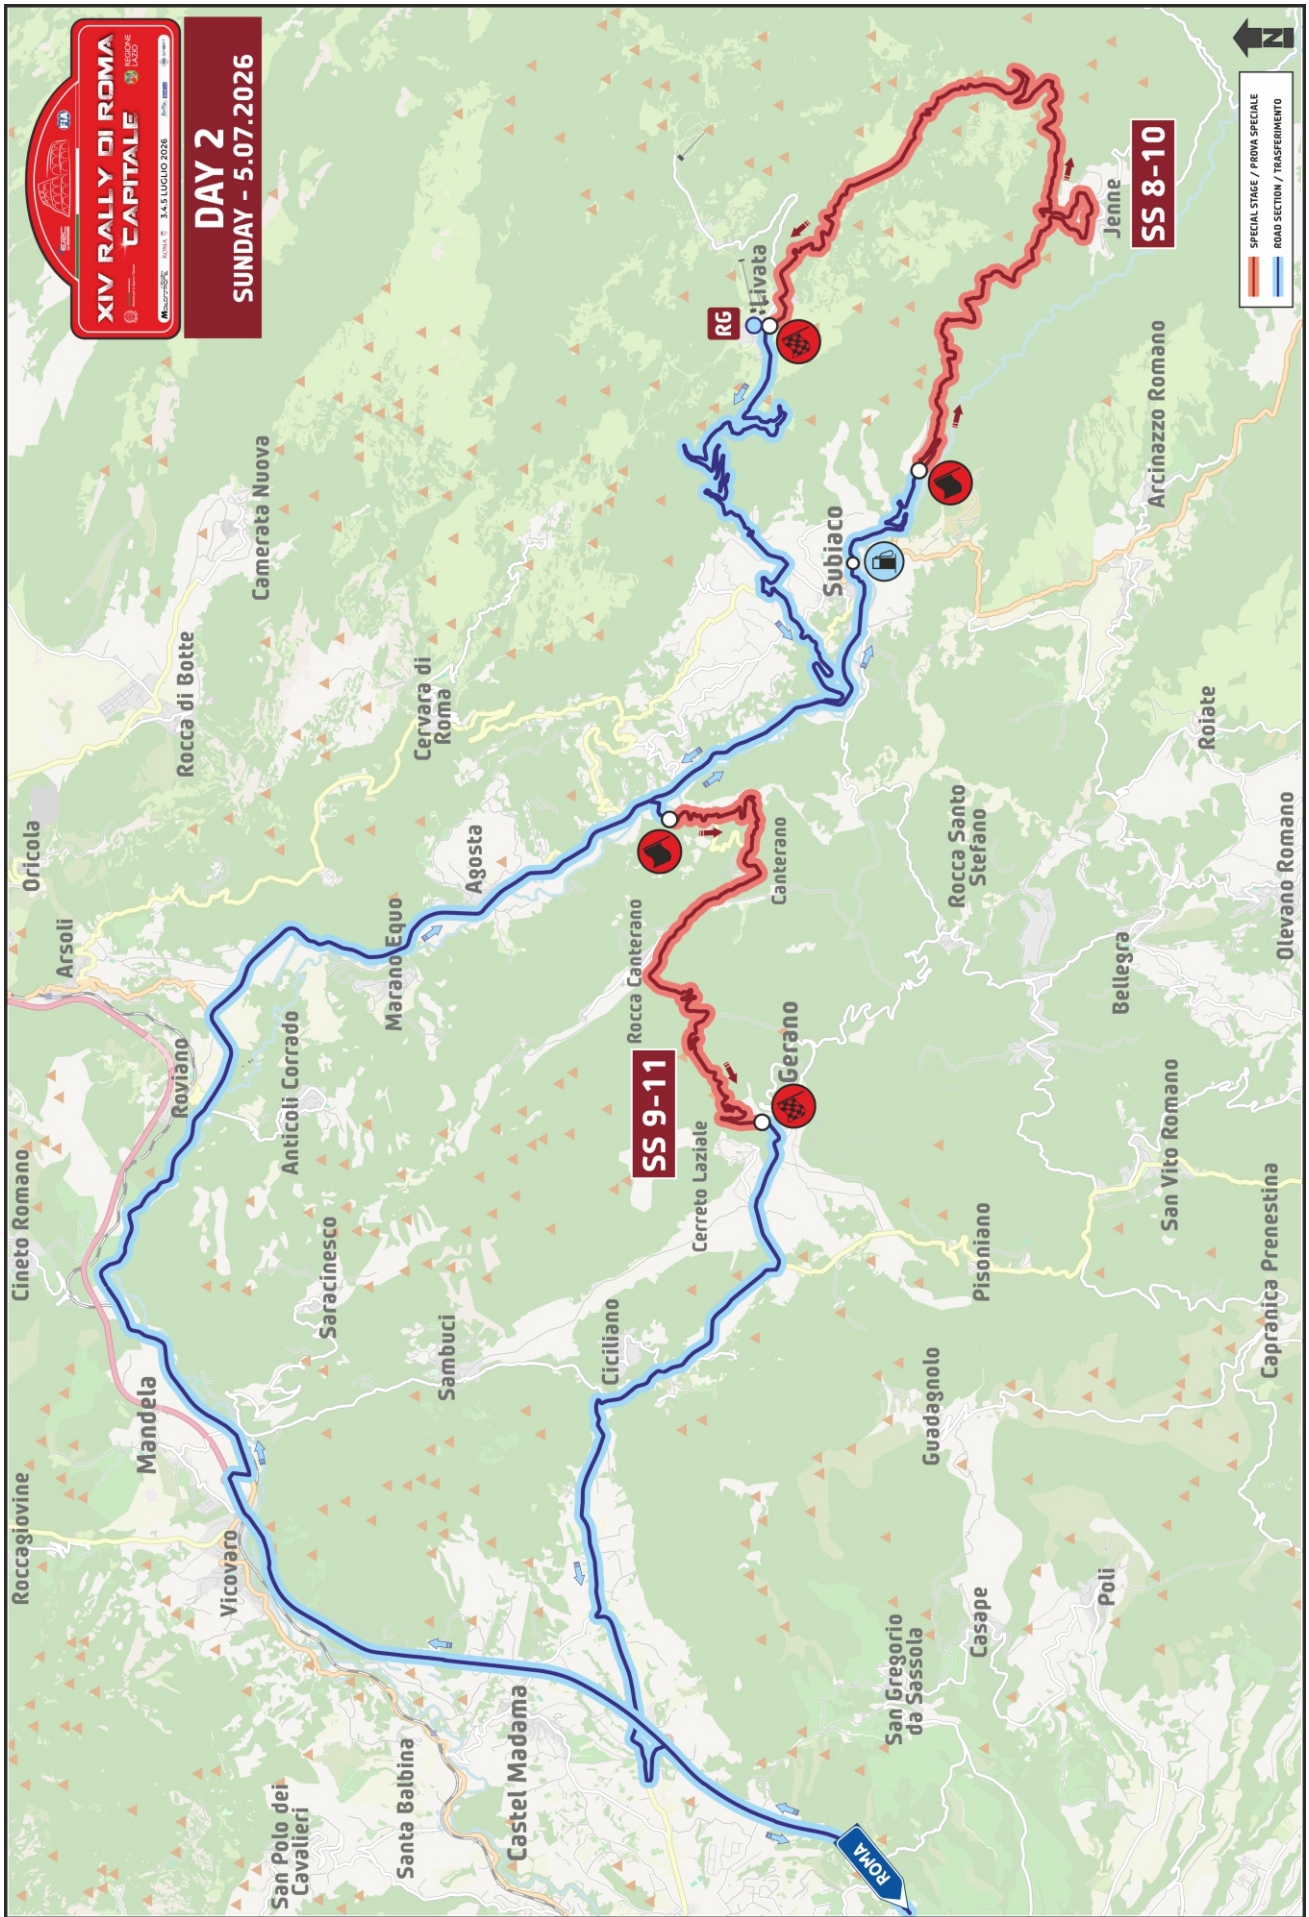 XIV RALLY DI ROMA
CAPITALE
REGIONE
LAZIO
FIA
ROMA
3.4.5 LUGLIO 2026
DAY 2
SUNDAY - 5.07.2026
N
SPECIAL STAGE / PROVA SPECIALE
ROAD SECTION / TRASFERIMENTO
Roccagiovine
Cineto Romano
Oricola
Arsoli
Mandela
Roviano
Rocca di Botte
Camerata Nuova
Vicovaro
San Polo dei
Cavalieri
Anticoli Corrado
Saracinesco
Marano Equo
Cervara di
Roma
Santa Balbina
Sambuci
Agosta
Castel Madama
Ciciliano
Rocca Canterano
SS 9-11
Cerreto Laziale
RG
Livata
Gerano
Canterano
Subiaco
ROMA
San Gregorio
da Sassola
Guadagnolo
Casape
Pisoniano
Rocca Santo
Stefano
Jenne
SS 8-10
Poli
Bellegra
Arcinazzo Romano
San Vito Romano
Roiate
Capranica Prenestina
Olevano Romano